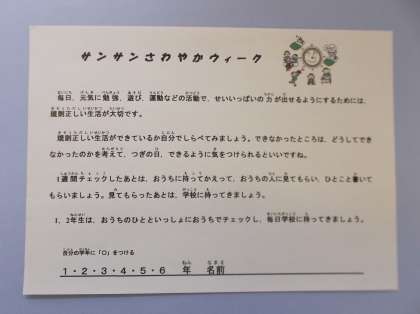 サンサンさわやかウィーク
毎日、元気に勉強、遊び、運動などの活動で、せいいっぱいの力が出せるようにするためには、
規則正しい生活が大切です。
規則正しい生活ができているか自分でしらべてみましょう。できなかったところは、どうしてでき
なかったのかを考えて、つぎの日、できるように気をつけられるといいですね。
1週間チェックしたあとは、おうちに持ってかえって、おうちの人に見てもらい、ひとこと書いて
もらいましょう。見てもらったあとは、学校に持ってきましょう。
1、2年生は、おうちのひとといっしょにおうちでチェックし、毎日学校に持ってきましょう。
自分の学年に「○」をつける
1・2・3・4・5・6 年 名前